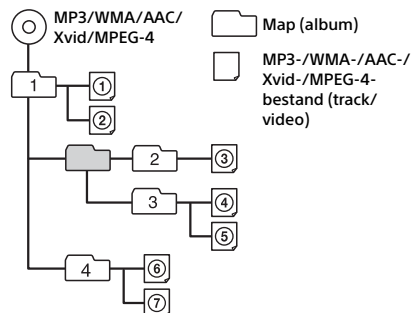 MP3/WMA/AAC/
Xvid/MPEG-4
Map (album)
MP3-/WMA-/AAC-/
Xvid-/MPEG-4-
bestand (track/
video)
1
①
②
2
③
3
④
⑤
4
⑥
⑦